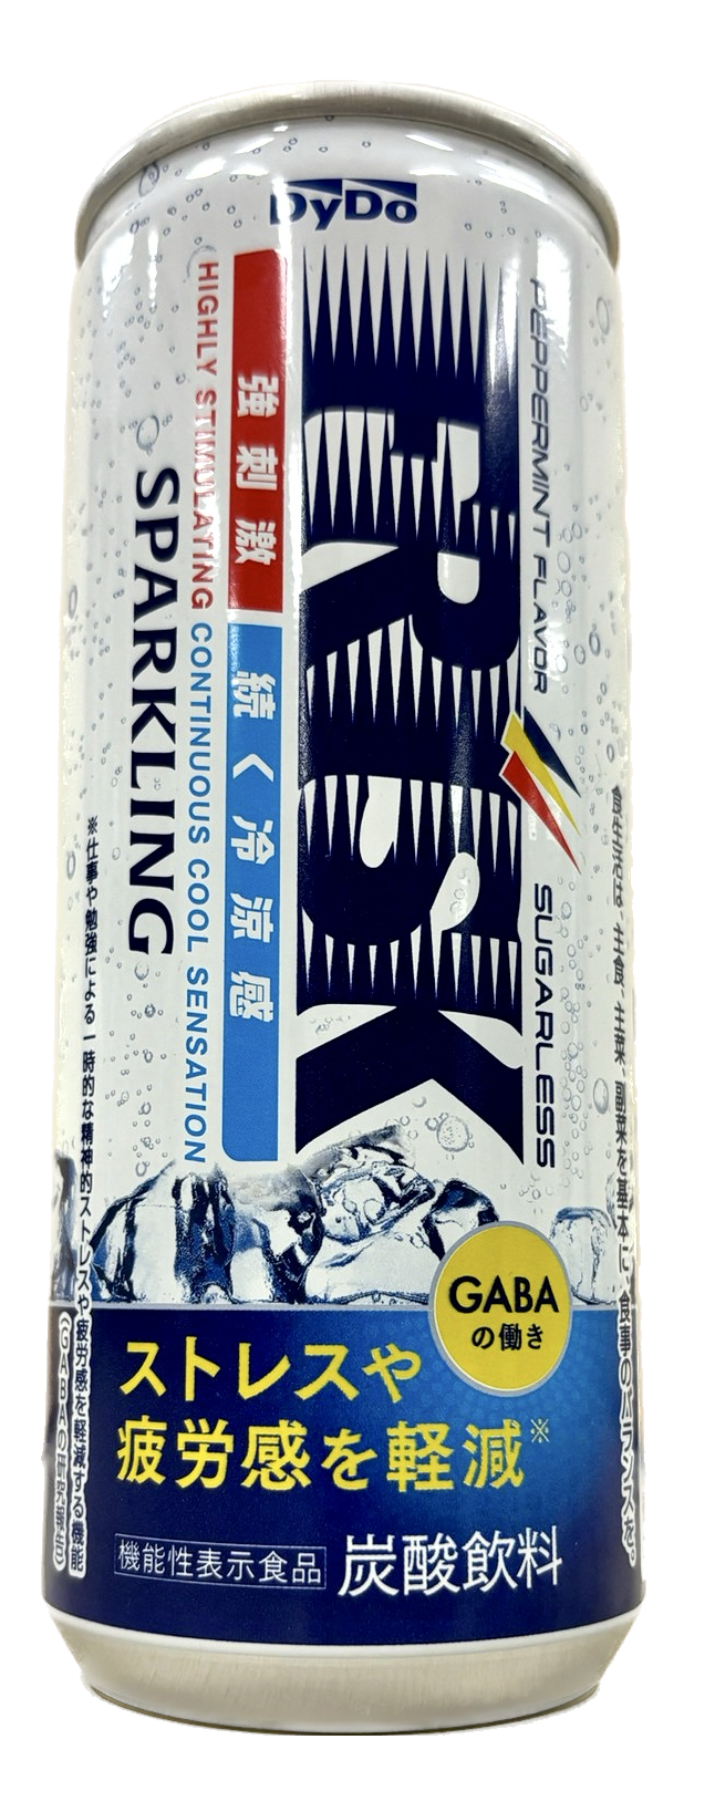 DyDo
PEPPERMINT FLAVOR
SUGARLESS
FRISK
強刺激
続く冷涼感
HIGHLY STIMULATING CONTINUOUS COOL SENSATION
SPARKLING
GABA
の働き
ストレスや
疲労感を軽減※
機能性表示食品 炭酸飲料
※仕事や勉強による一時的な精神的ストレスや疲労感を軽減する機能
(GABAの研究報告)
食生活は、主食、主菜、副菜を基本に、食事のバランスを。